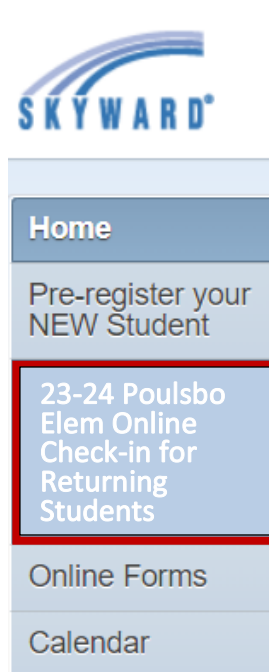 SKYWARD®
Home
Pre-register your
NEW Student
23-24 Poulsbo
Elem Online
Check-in for
Returning
Students
Online Forms
Calendar